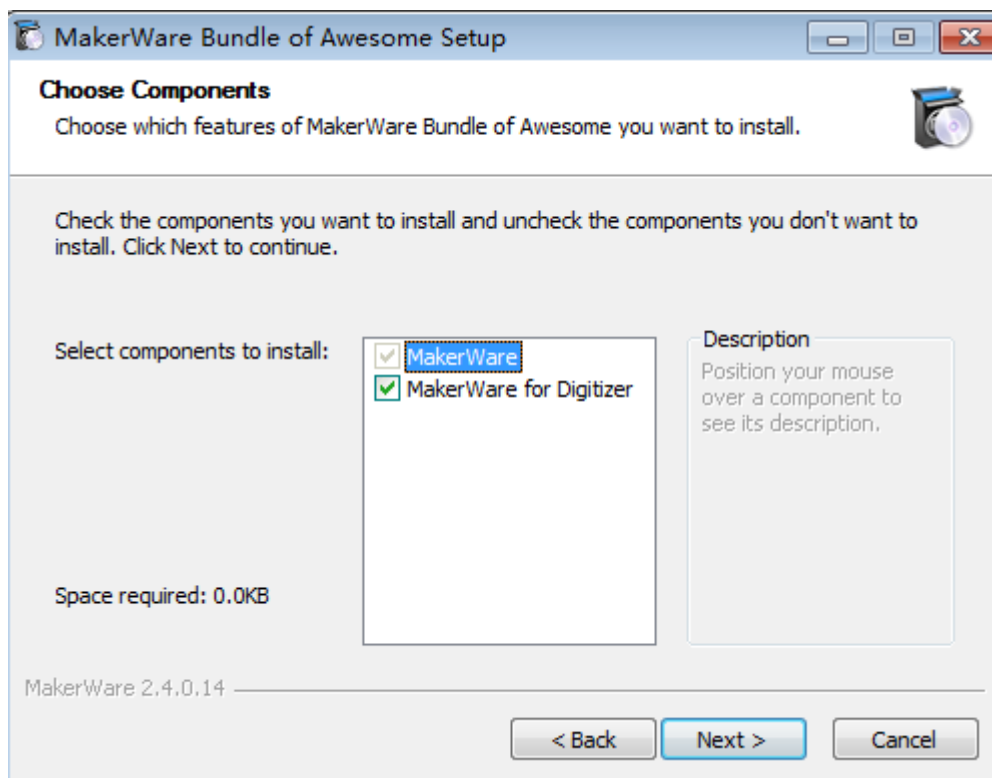 MakerWare Bundle of Awesome Setup
Choose Components
Choose which features of MakerWare Bundle of Awesome you want to install.
Check the components you want to install and uncheck the components you don't want to
install. Click Next to continue.
Select components to install:
MakerWare
MakerWare for Digitizer
Description
Position your mouse
over a component to
see its description.
Space required: 0.0KB
MakerWare 2.4.0.14
< Back
Next >
Cancel